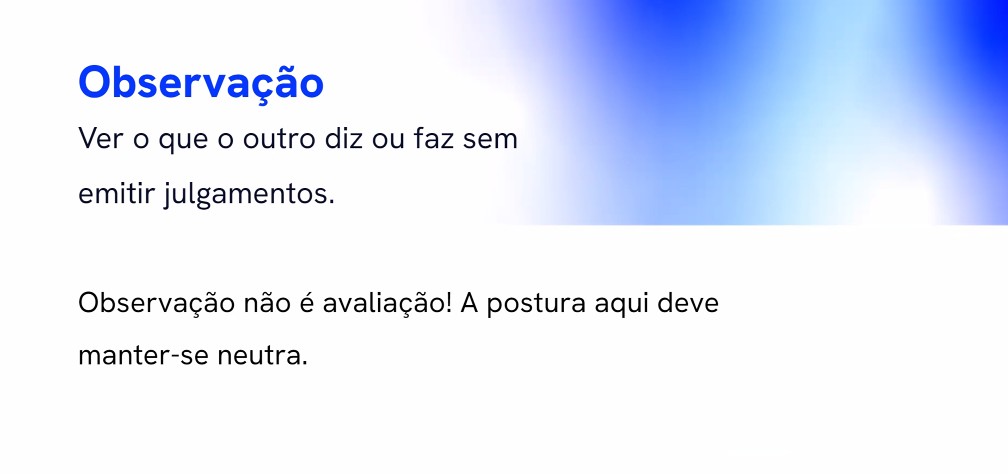 Observação
Ver o que o outro diz ou faz sem
emitir julgamentos.
Observação não é avaliação! A postura aqui deve
manter-se neutra.